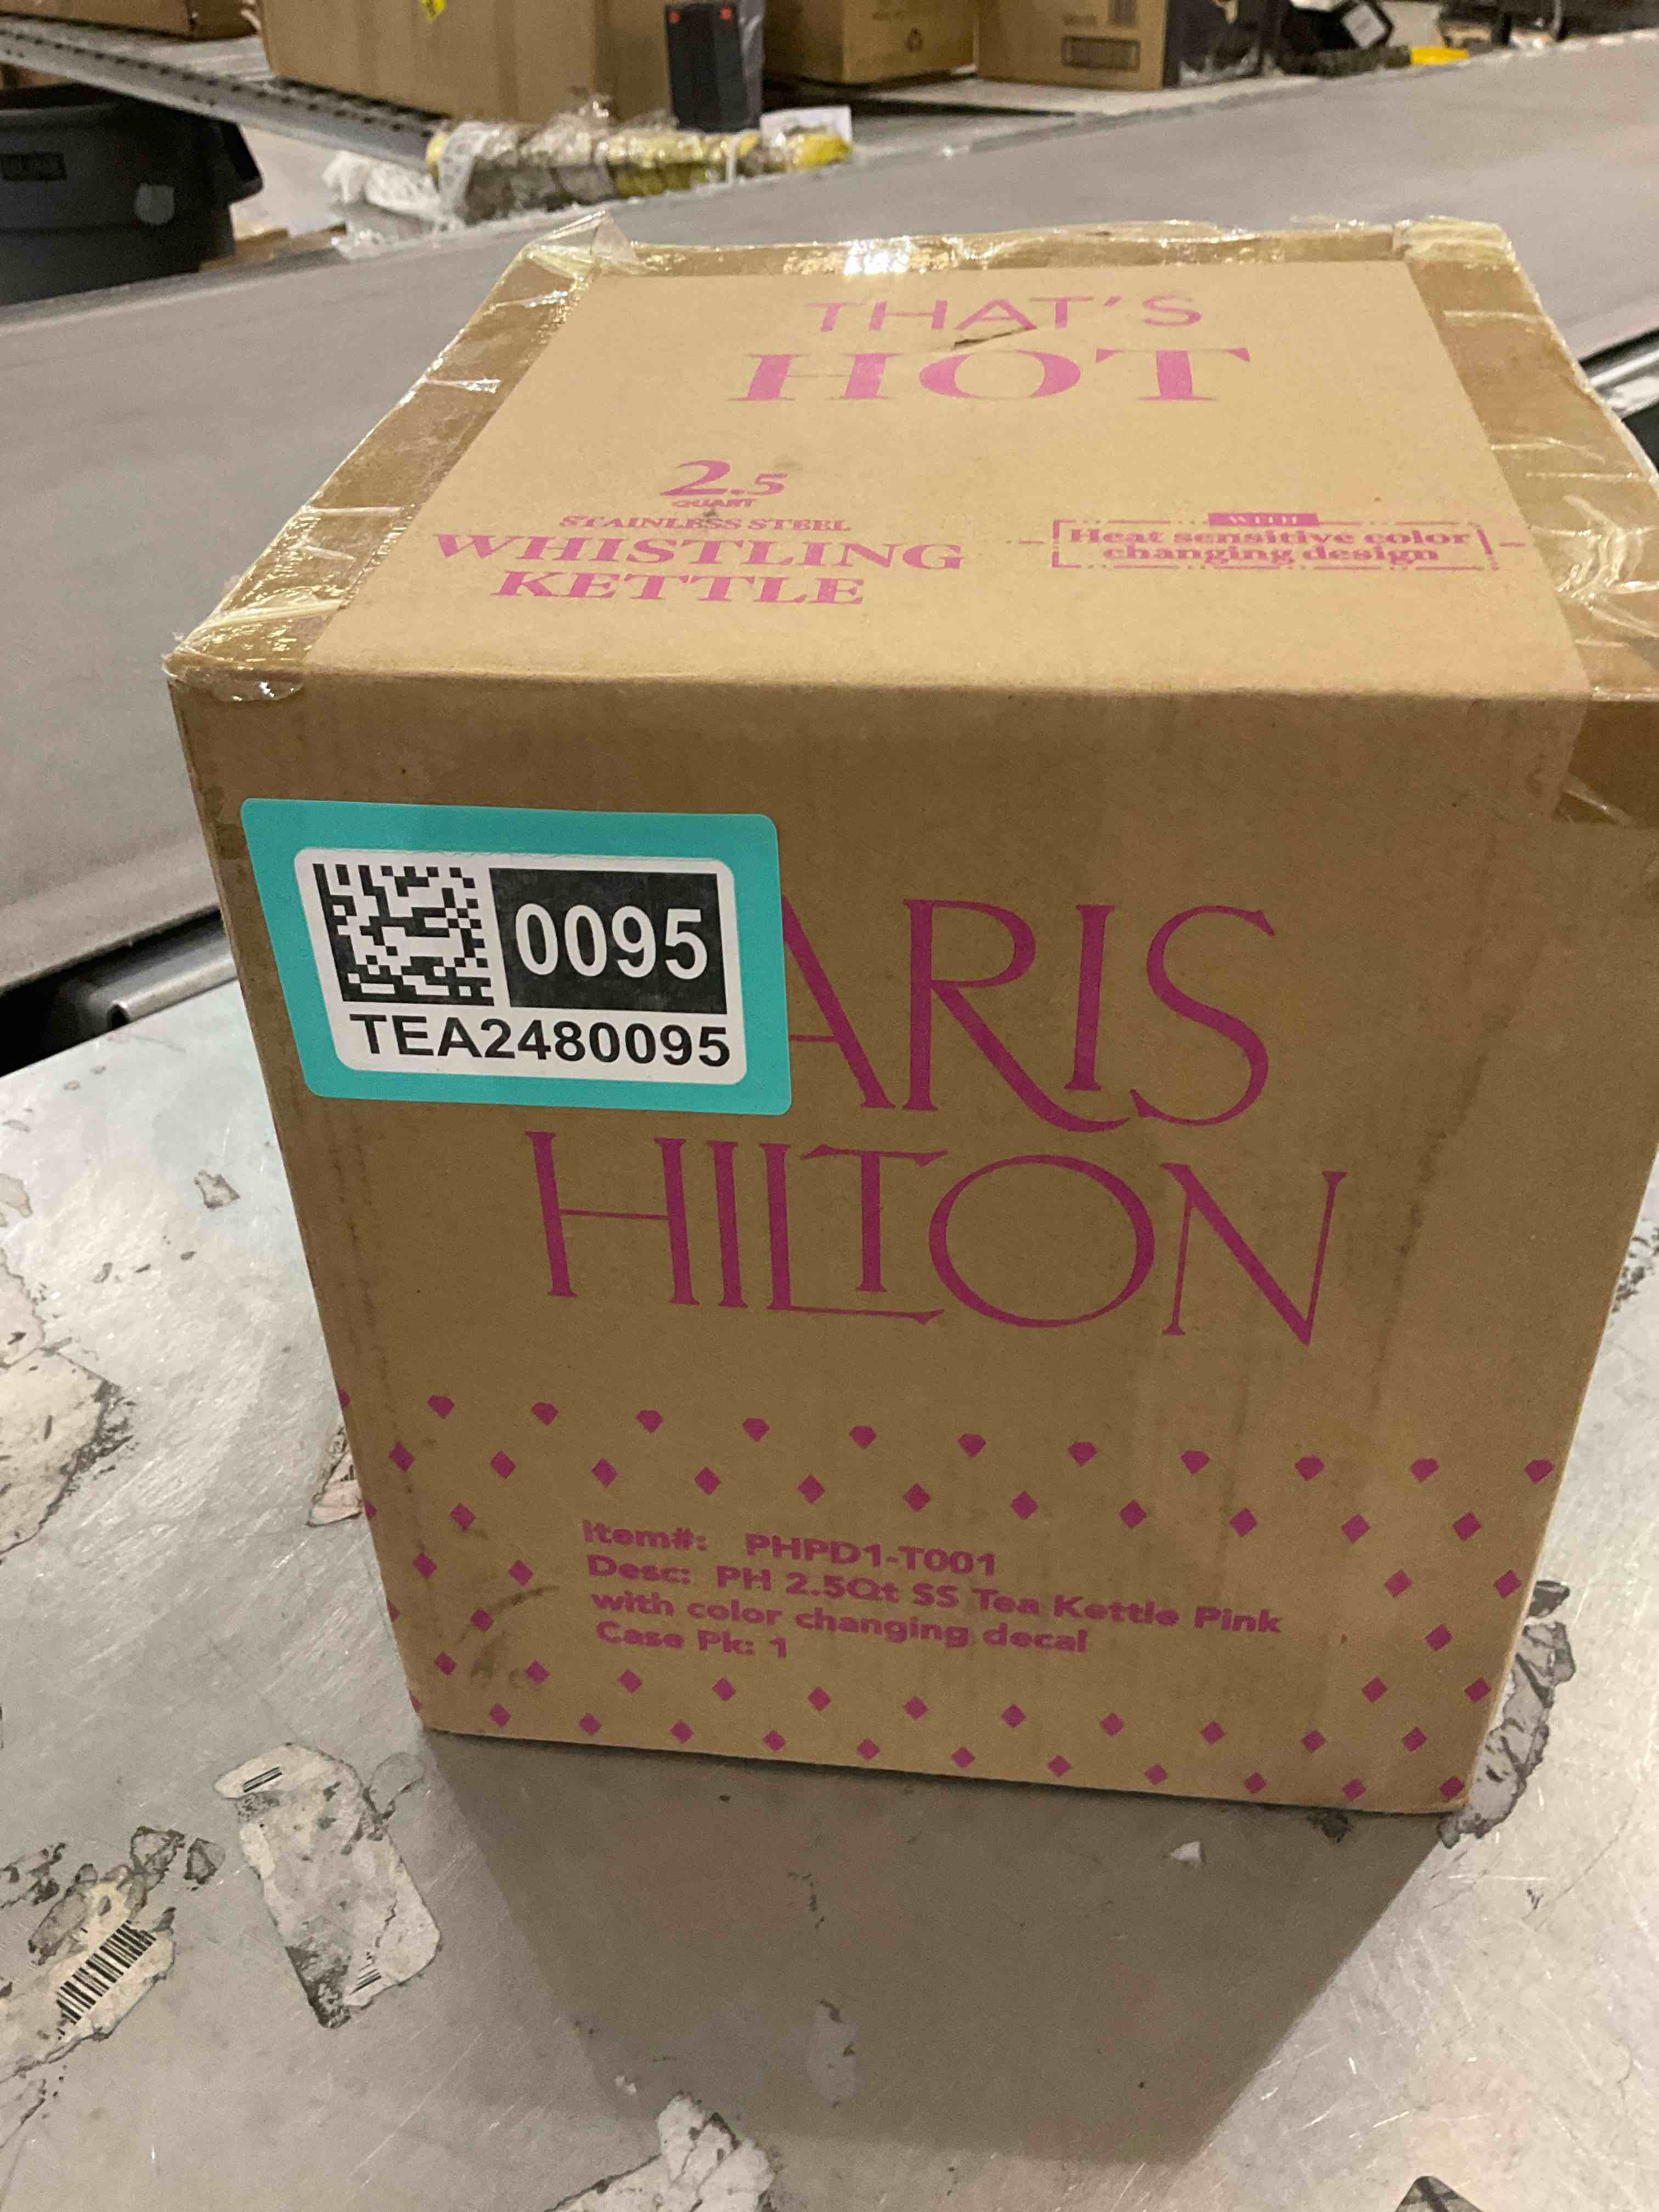 THAT'S
HOT
2.5
QUART
STAINLESS STEEL
WHISTLING
KETTLE
WITH
Heat sensitive color
changing design
0095
TEA2480095
ARIS
HILTON
Item#: PHPD1-T001
Desc: PH 2.5Qt SS Tea Kettle Pink
with color changing decal
Case Pk: 1